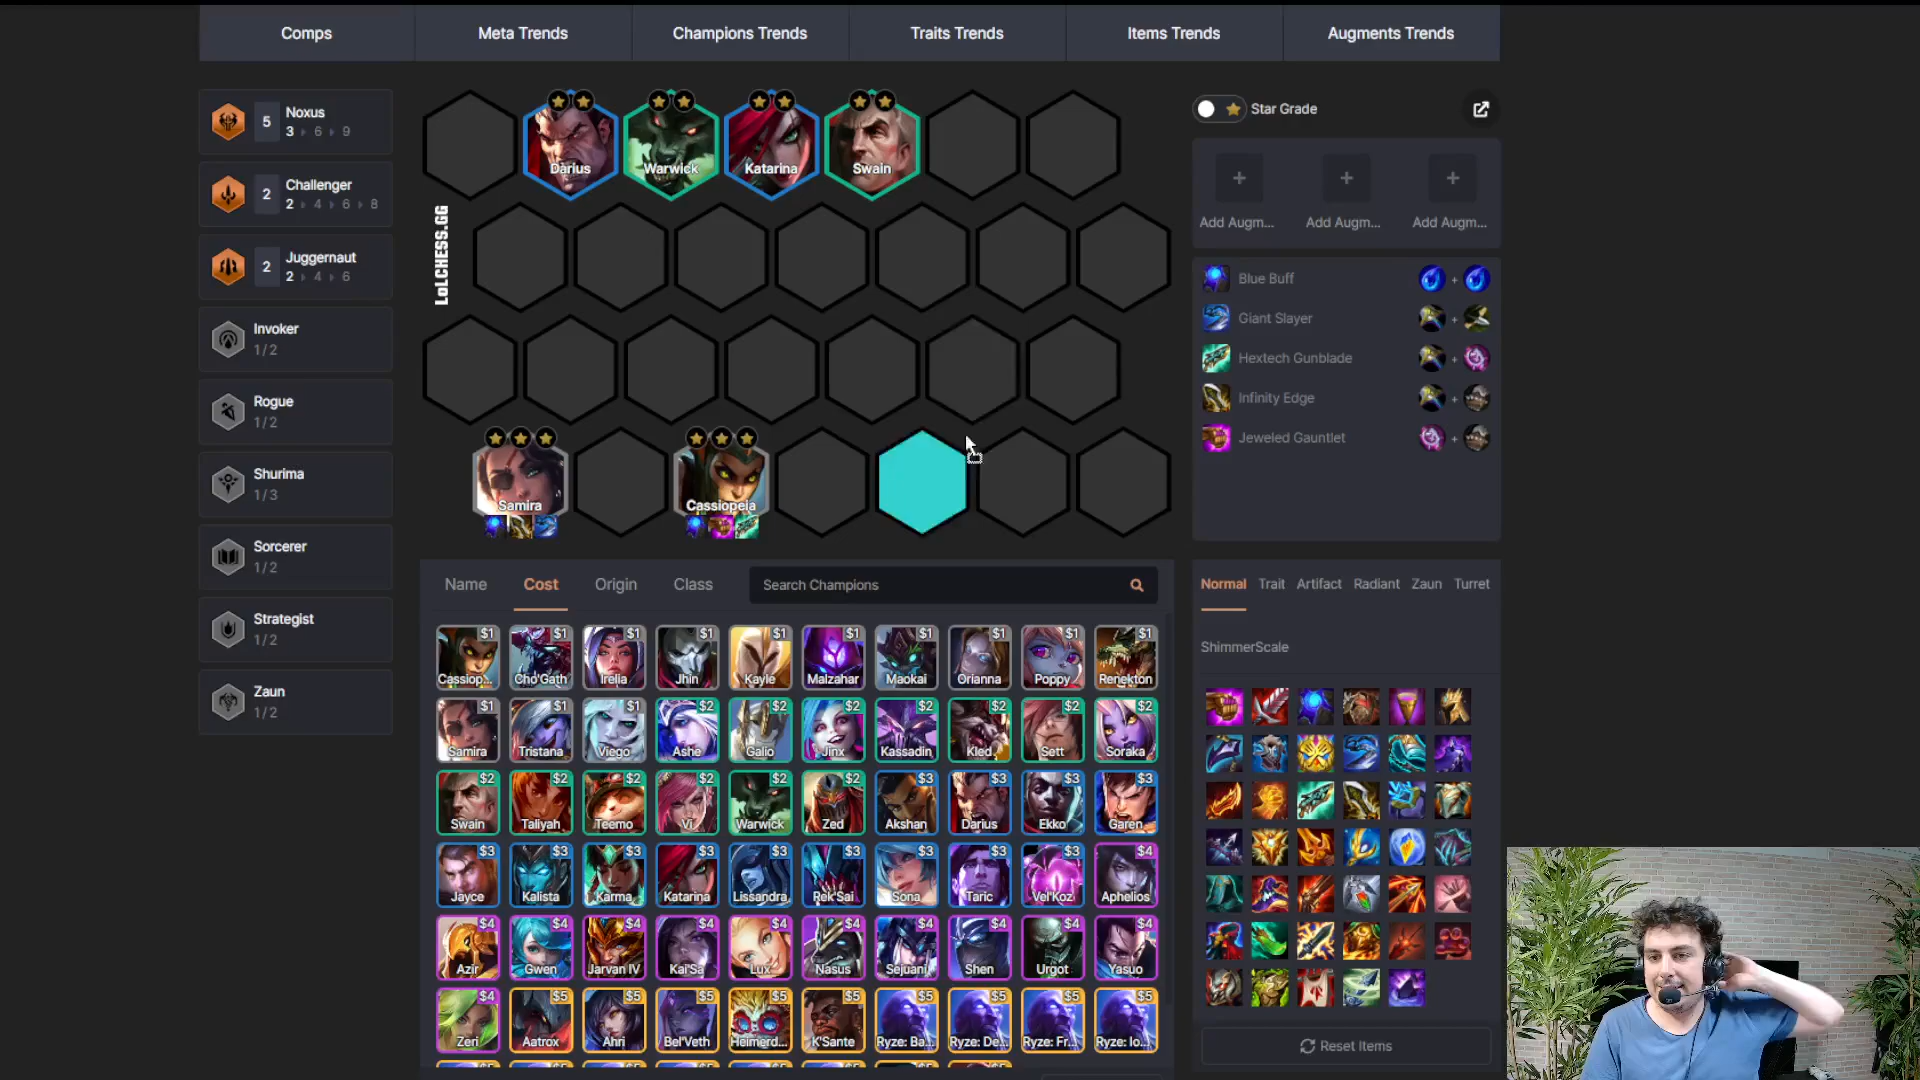 Comps
Meta Trends
Champions Trends
Traits Trends
Items Trends
Augments Trends
5
Noxus
3 6 9
2
Challenger
2 4 6 8
2
Juggernaut
2 4 6
Invoker
1 / 2
Rogue
1 / 2
Shurima
1 / 3
Sorcerer
1 / 2
Strategist
1 / 2
Zaun
1 / 2
LoLCHESS.GG
Darius
Warwick
Katarina
Swain
Samira
Cassiopeia
Star Grade
Add Augm...
Add Augm...
Add Augm...
Blue Buff
Giant Slayer
Hextech Gunblade
Infinity Edge
Jeweled Gauntlet
Name
Cost
Origin
Class
Search Champions
$1 $1 $1 $1 $1 $1 $1 $1 $1 $1
Cassiop... Cho'Gath Irelia Jhin Kayle Malzahar Maokai Orianna Poppy Renekton
$1 $1 $1 $2 $2 $2 $2 $2 $2 $2
Samira Tristana Viego Ashe Galio Jinx Kassadin Kled Sett Soraka
$2 $2 $2 $2 $2 $2 $3 $3 $3 $3
Swain Taliyah Teemo Vi Warwick Zed Akshan Darius Ekko Garen
$3 $3 $3 $3 $3 $3 $3 $3 $3 $4
Jayce Kalista Karma Katarina Lissandra Rek'Sai Sona Taric Vel'Koz Aphelios
$4 $4 $4 $4 $4 $4 $4 $4 $4 $4
Azir Gwen Jarvan IV Kai'Sa Lux Nasus Sejuani Shen Urgot Yasuo
$4 $5 $5 $5 $5 $5 $5 $5 $5 $5
Zeri Aatrox Ahri Bel'Veth Heimerd... K'Sante Ryze: Ba... Ryze: De... Ryze: Fr... Ryze: Io...
Normal
Trait
Artifact
Radiant
Zaun
Turret
ShimmerScale
Reset Items